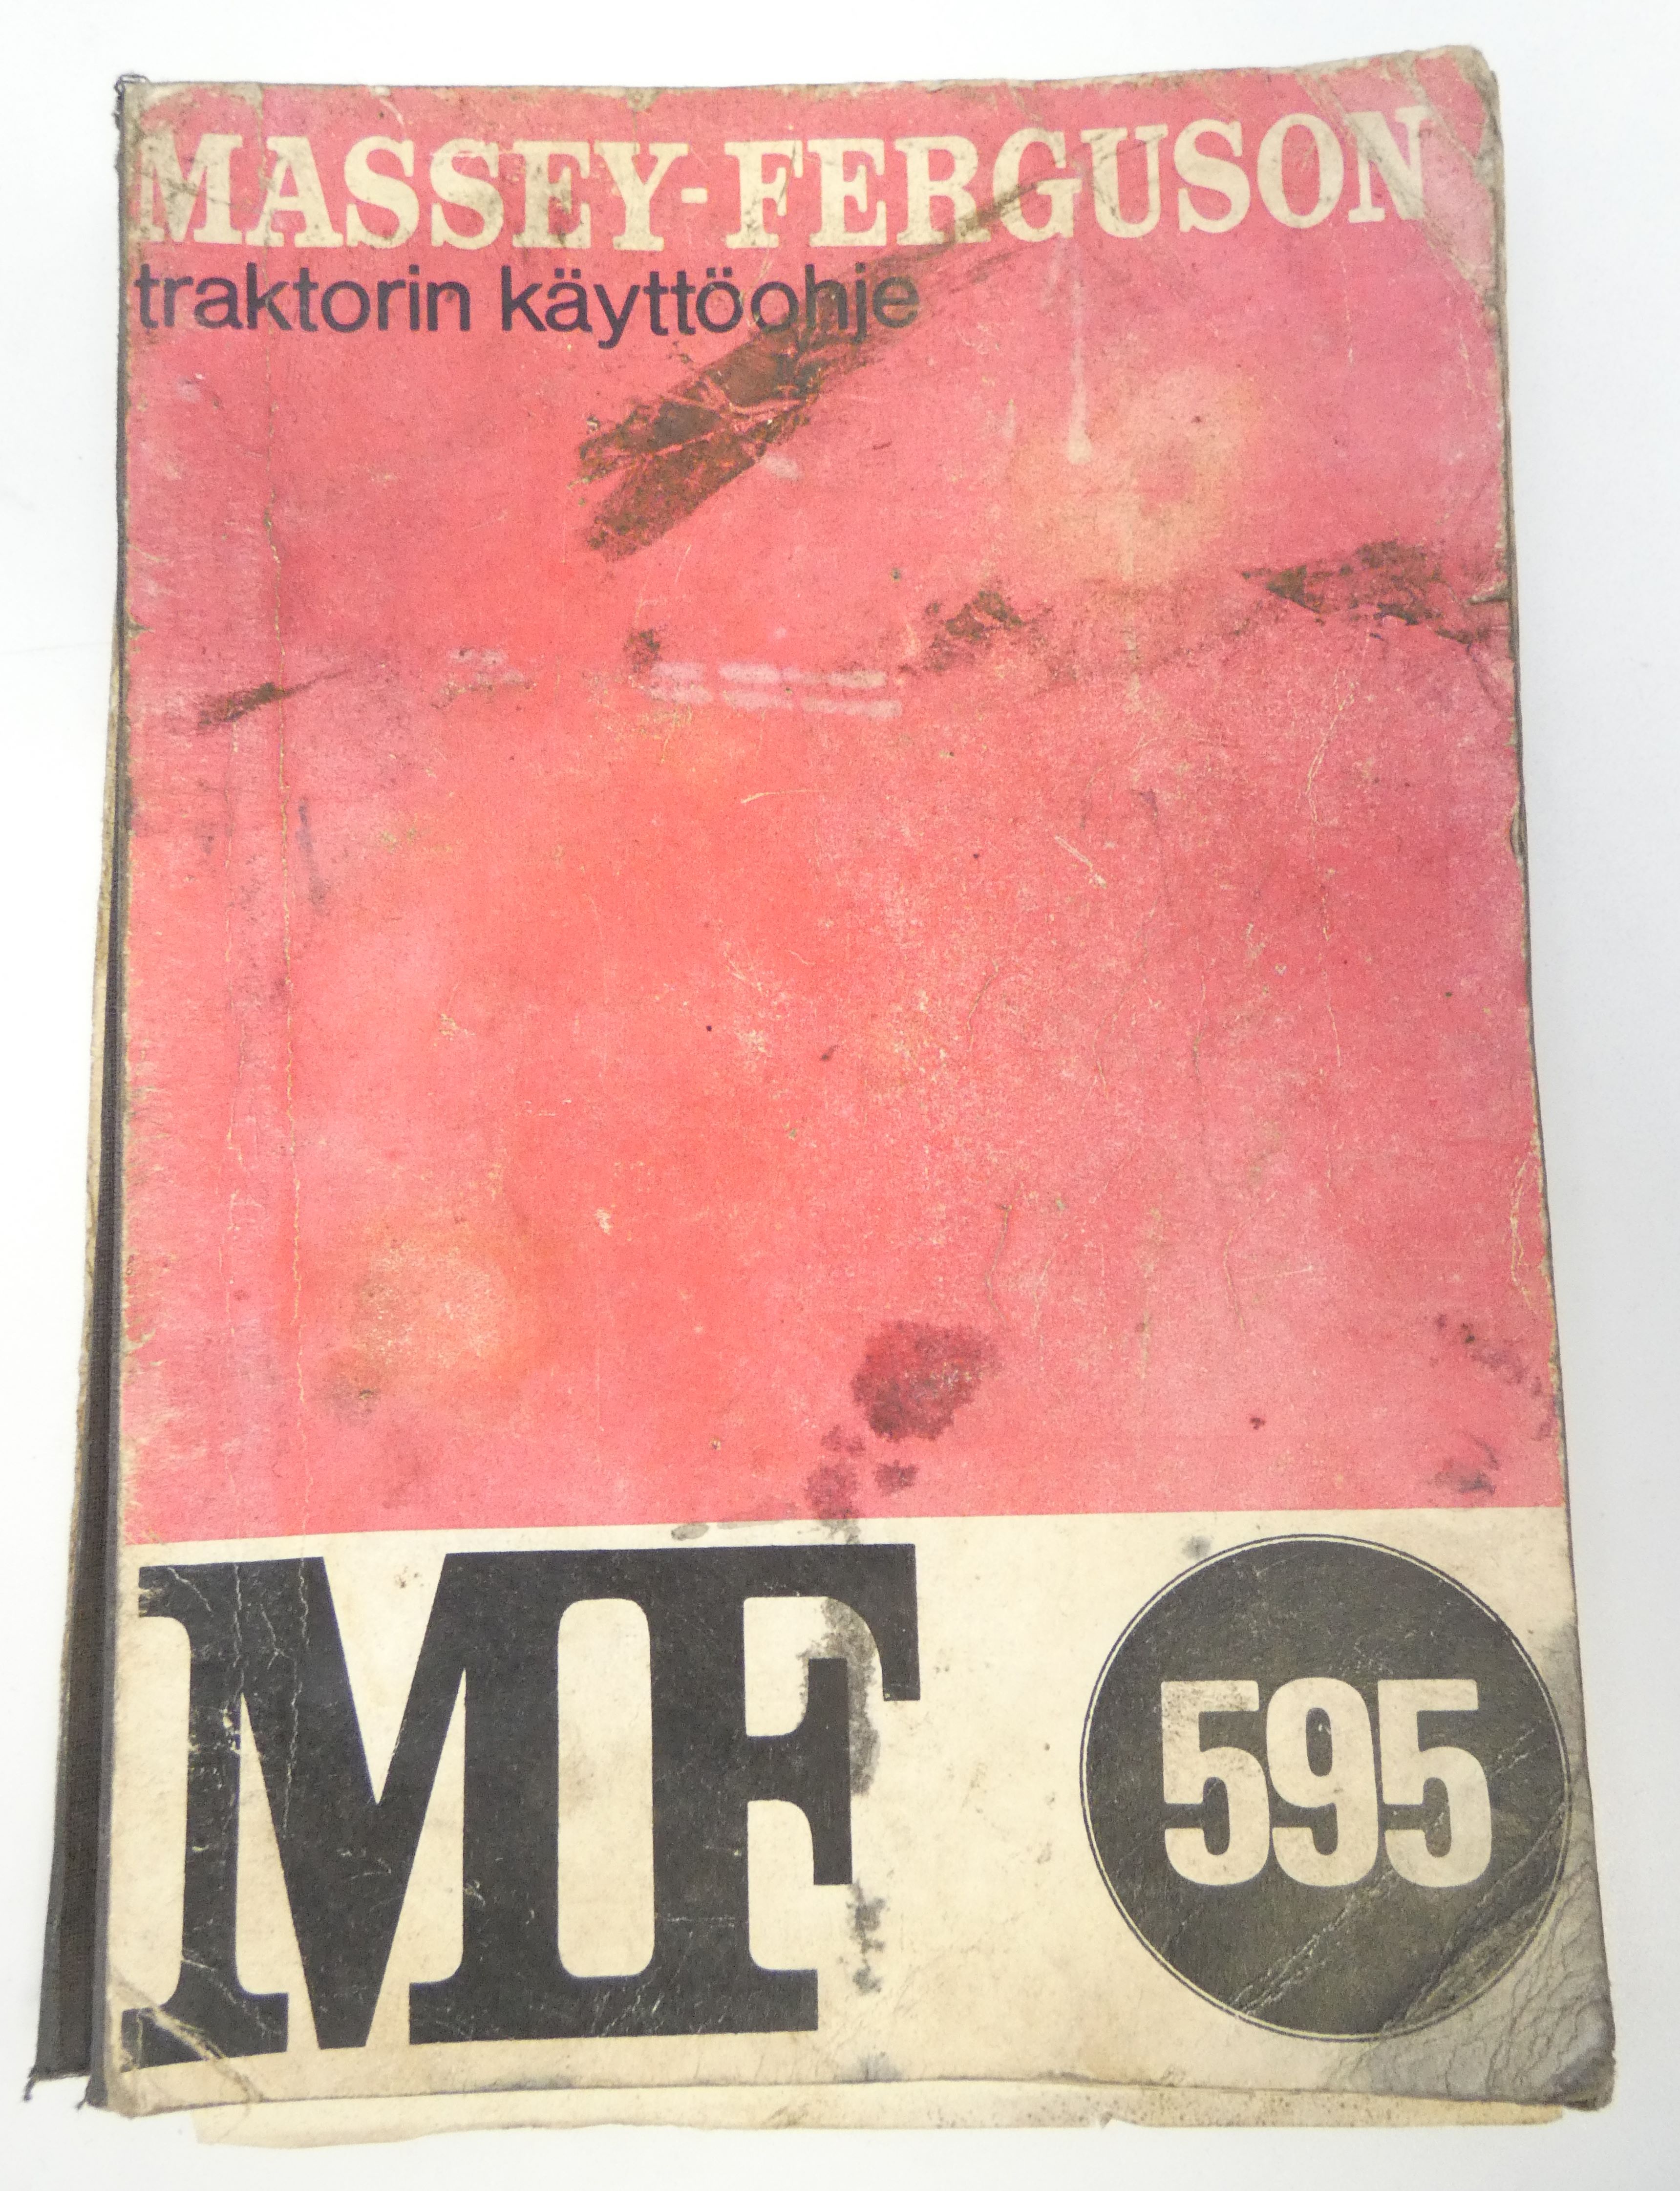 MASSEY-FERGUSON
traktorin käyttöohje
MF
595